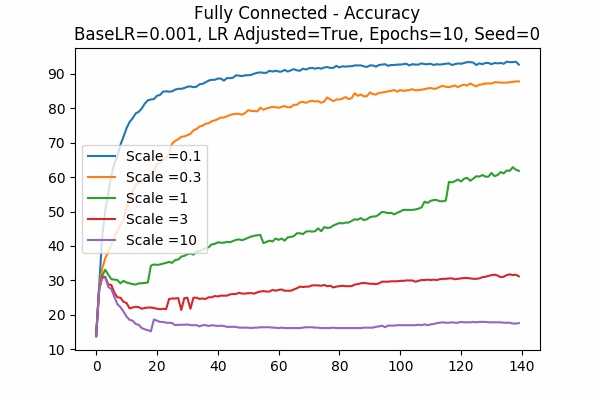 Fully Connected - Accuracy
BaseLR=0.001, LR Adjusted=True, Epochs=10, Seed=0
90
80
70
60
50
40
30
20
10
Scale =0.1
Scale =0.3
Scale =1
Scale =3
Scale =10
0 20 40 60 80 100 120 140